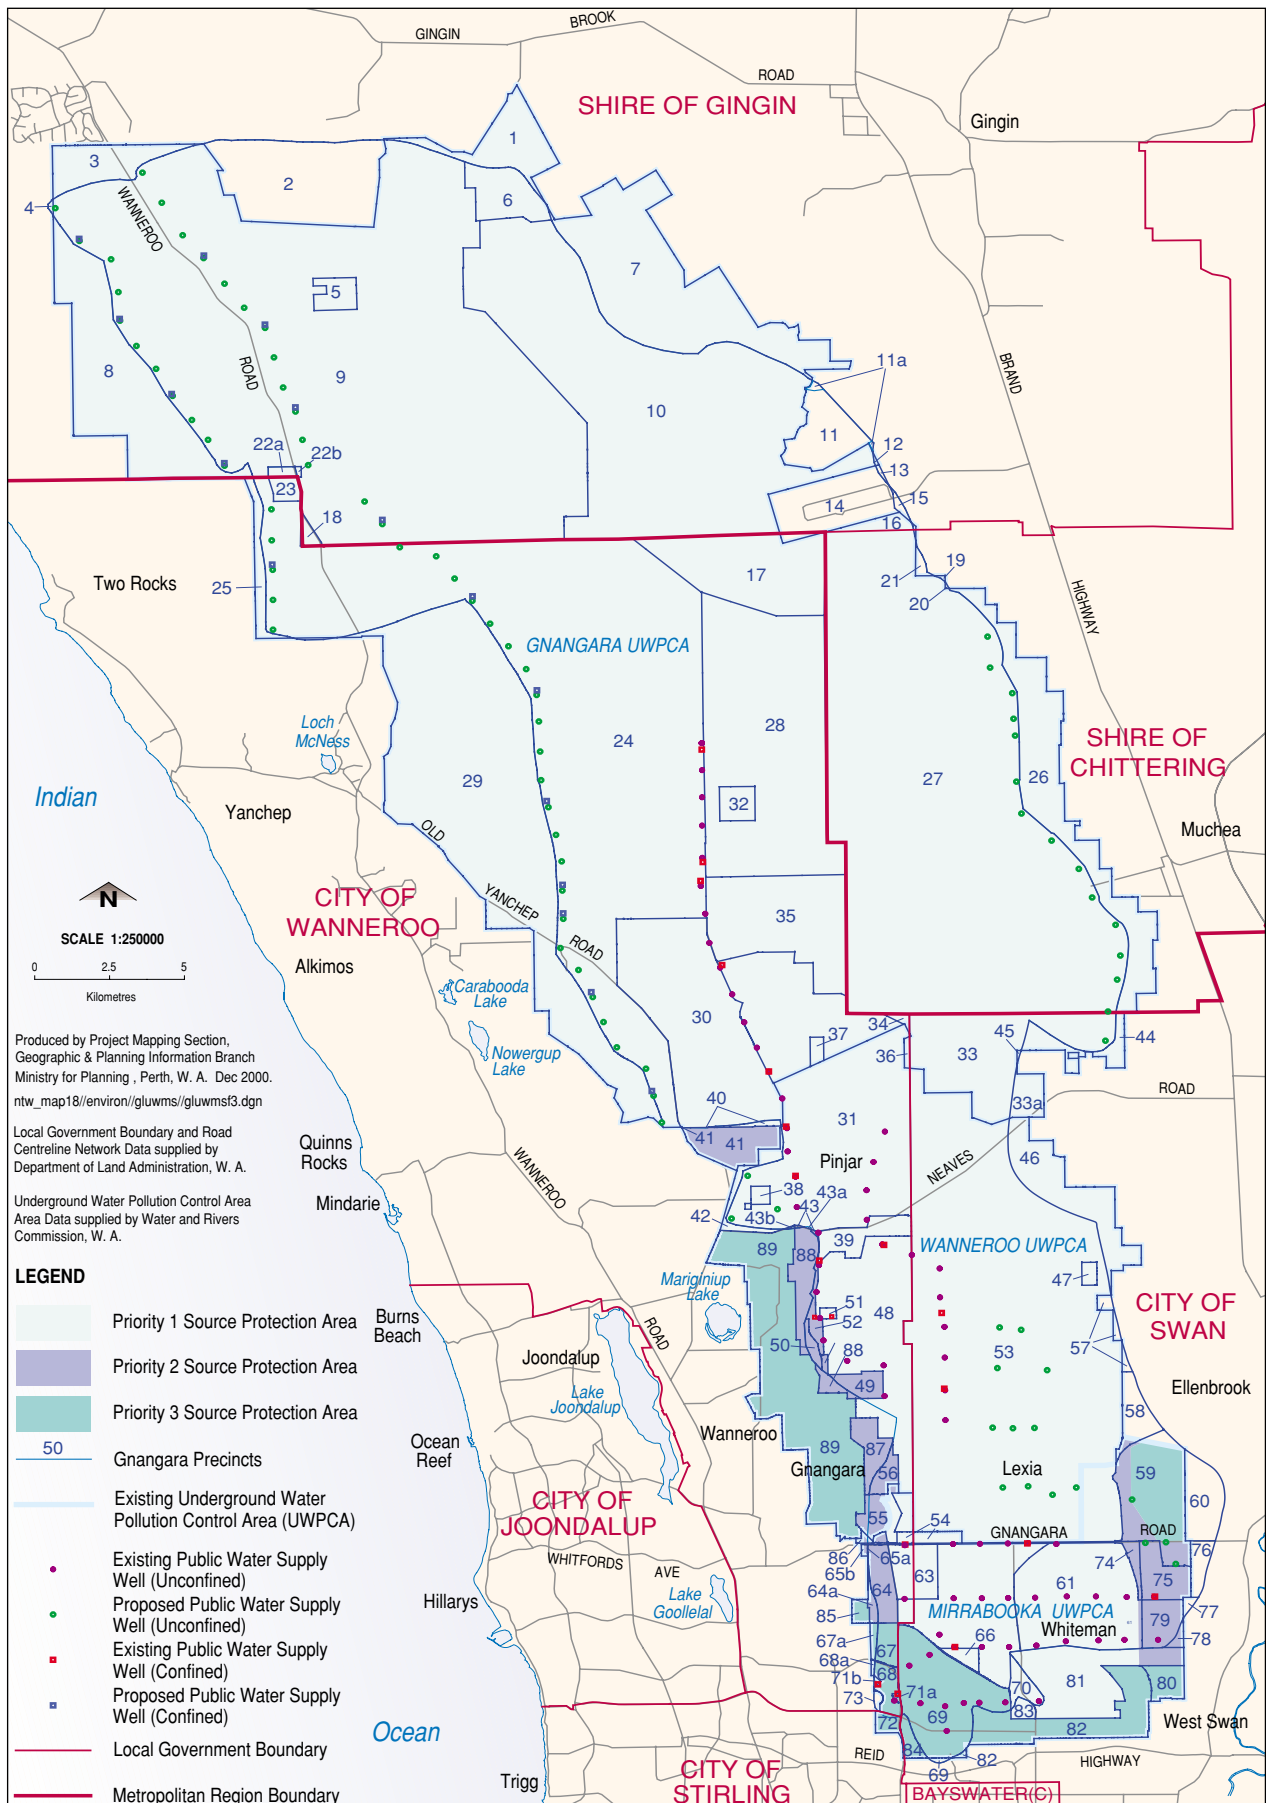 GINGIN
BROOK
ROAD
SHIRE OF GINGIN
Gingin
1
3
2
6
4
WANNEROO
7
5
ROAD
8
9
10
11a
BRAND
11
12
13
22a
22b
23
14
15
18
16
HIGHWAY
Two Rocks
25
17
21
19
20
GNANGARA UWPCA
Loch
McNess
24
28
29
27
26
SHIRE OF
CHITTERING
Indian
Yanchep
OLD
32
Muchea
N
CITY OF
WANNEROO
YANCHEP
ROAD
35
SCALE 1:250000
0
2.5
5
Kilometres
Alkimos
Carabooda
Lake
Nowergup
Lake
30
37
34
36
33
45
44
33a
ROAD
Produced by Project Mapping Section,
Geographic & Planning Information Branch
Ministry for Planning , Perth, W. A. Dec 2000.
ntw_map18//environ//gluwms//gluwmsf3.dgn
Local Government Boundary and Road
Centreline Network Data supplied by
Department of Land Administration, W. A.
Underground Water Pollution Control Area
Area Data supplied by Water and Rivers
Commission, W. A.
40
41
41
31
Quinns
Rocks
WANNEROO
Pinjar
NEAVES
46
Mindarie
38
43a
43
42
43b
39
89
88
WANNEROO UWPCA
47
Mariginiup
Lake
51
52
48
CITY OF
SWAN
LEGEND
Priority 1 Source Protection Area
Priority 2 Source Protection Area
Priority 3 Source Protection Area
50
Gnangara Precincts
Existing Underground Water
Pollution Control Area (UWPCA)
Existing Public Water Supply
Well (Unconfined)
Proposed Public Water Supply
Well (Unconfined)
Existing Public Water Supply
Well (Confined)
Proposed Public Water Supply
Well (Confined)
Local Government Boundary
Metropolitan Region Boundary
Burns
Beach
ROAD
Joondalup
Lake
Joondalup
50
88
53
57
49
Ellenbrook
58
Wanneroo
Ocean
Reef
89
87
Gnangara
56
Lexia
59
60
CITY OF
JOONDALUP
55
54
GNANGARA
ROAD
WHITFORDS
AVE
86
65a
65b
74
76
63
61
75
64a
64
Hillarys
Lake
Goollelal
85
MIRRABOOKA UWPCA
77
79
67a
67
66
Whiteman
78
68a
68
71b
71a
70
81
80
73
83
72
69
82
West Swan
Ocean
84
REID
69
82
HIGHWAY
CITY OF
STIRLING
Trigg
BAYSWATER(C)